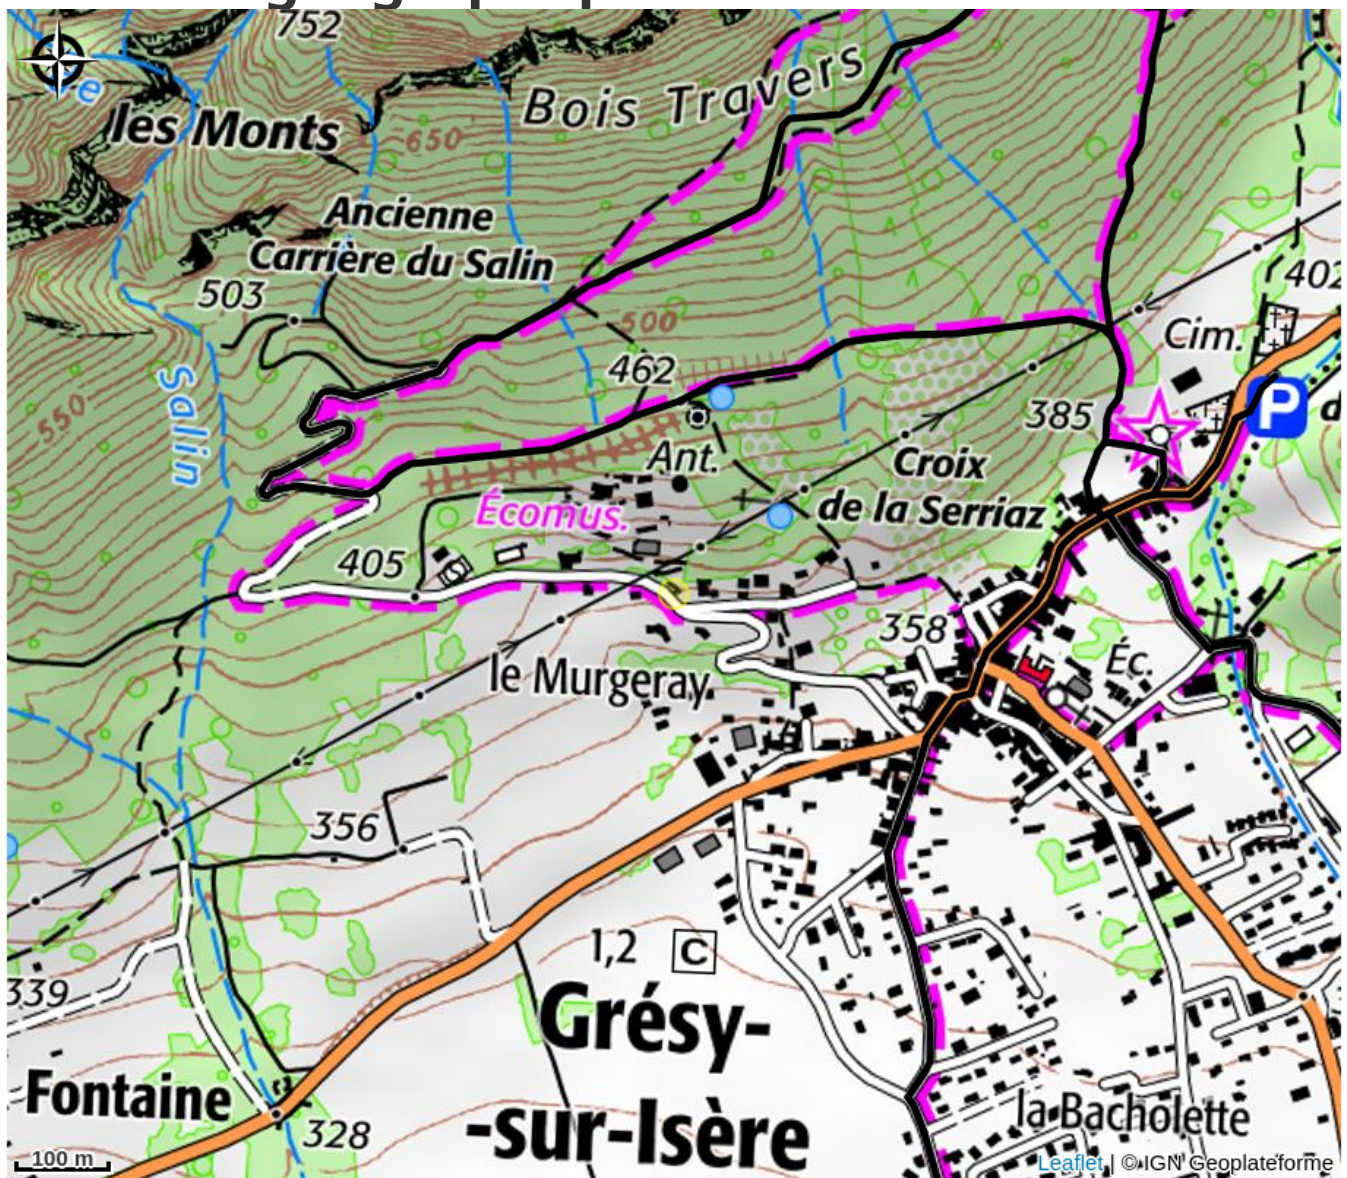 752
e
les Monts
650
Bois Travers
Ancienne
Carrière du Salin
503
402
500
Cim.
462
550
Salin
385
P
d
Ant.
Croix
de la Serriaz
Écomus.
405
358
Éc.
le Murgeray
356
1,2 C
339
Grésy-
-sur-Isère
Fontaine
328
la Bacholette
100 m
Leaflet | © IGN Geoplateforme